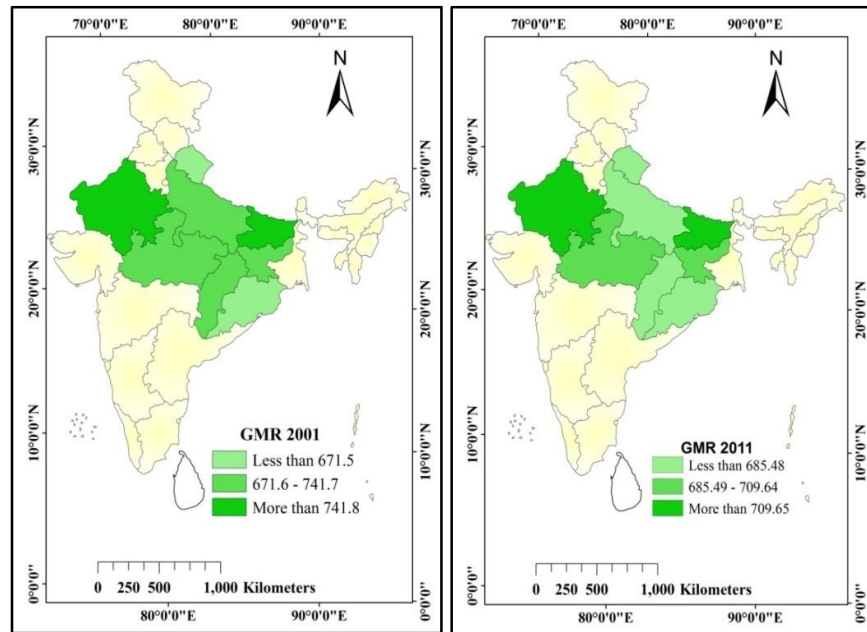 70°0'0"E 80°0'0"E 90°0'0"E
N
30°0'0"N
20°0'0"N
10°0'0"N
0°0'0"
30°0'0"N
20°0'0"N
10°0'0"N
0°0'0"
GMR 2001
Less than 671.5
671.6 - 741.7
More than 741.8
0 250 500 1,000 Kilometers
80°0'0"E 90°0'0"E
70°0'0"E 80°0'0"E 90°0'0"E
N
30°0'0"N
20°0'0"N
10°0'0"N
0°0'0"
30°0'0"N
20°0'0"N
10°0'0"N
0°0'0"
GMR 2011
Less than 685.48
685.49 - 709.64
More than 709.65
0 250 500 1,000 Kilometers
80°0'0"E 90°0'0"E